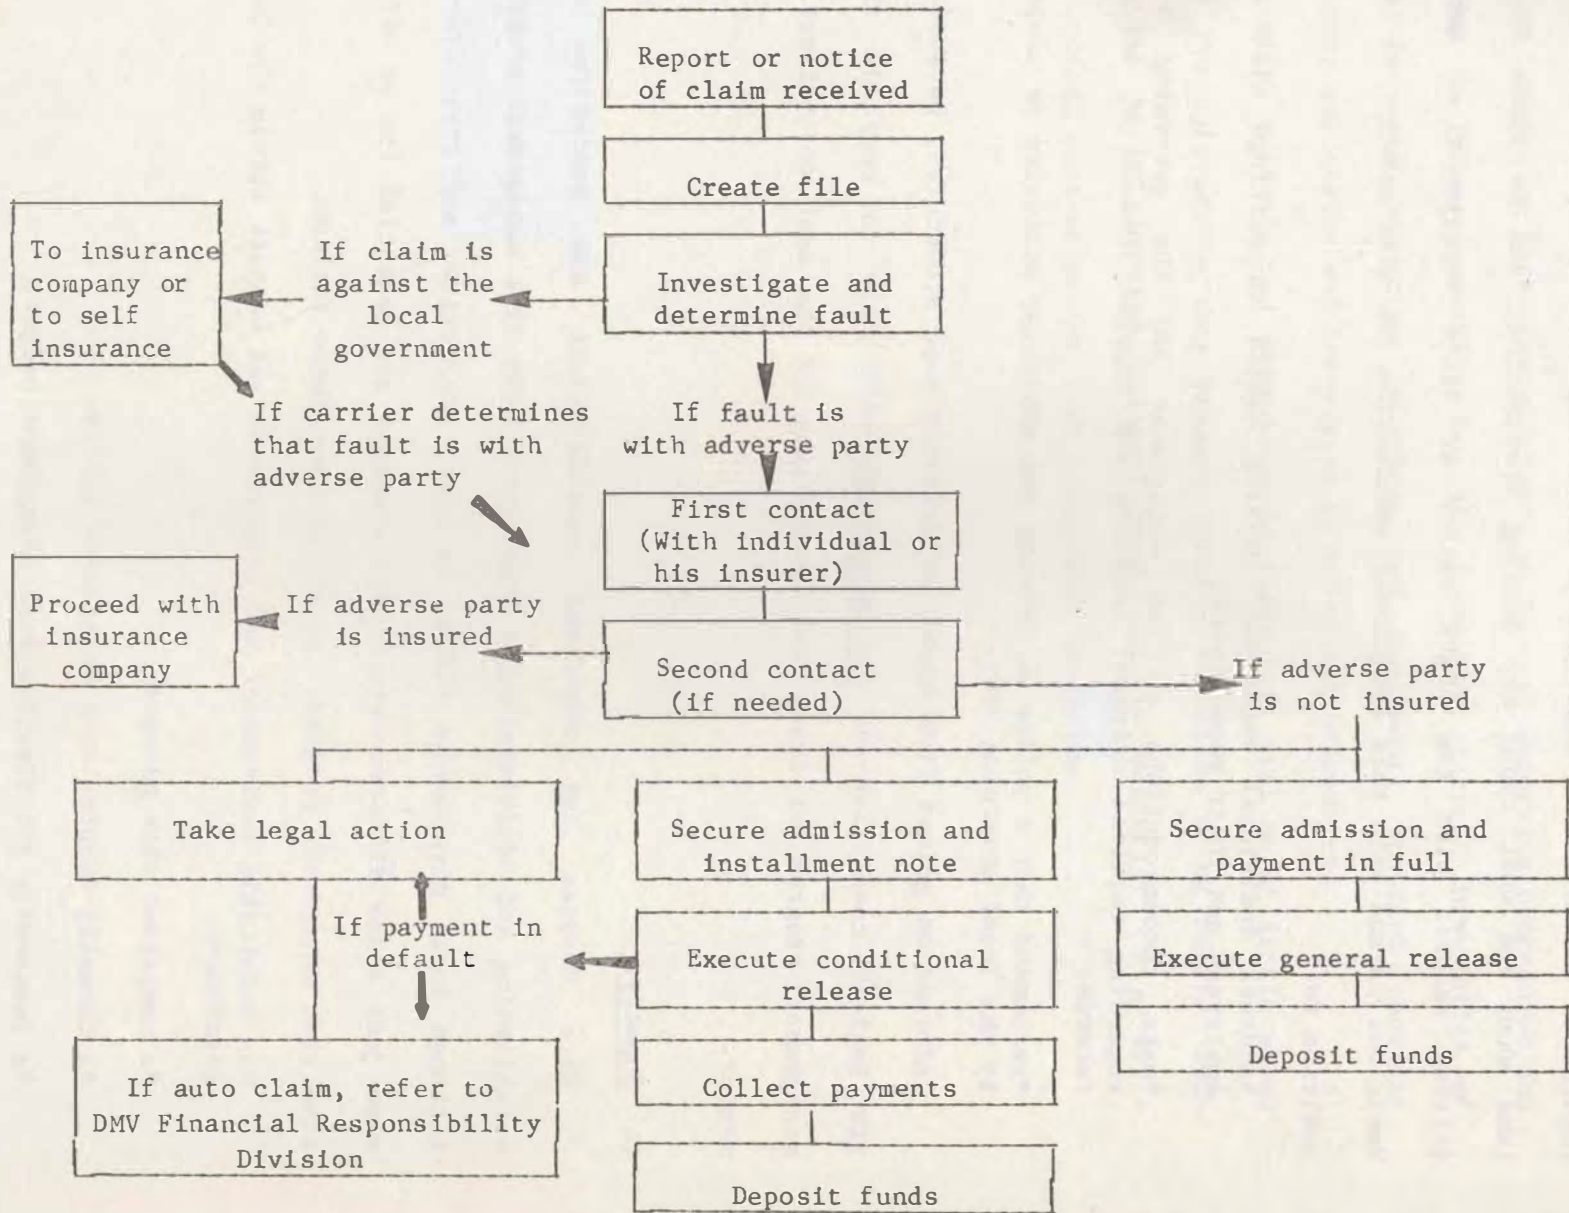 Report or notice
of claim received
Create file
Investigate and
determine fault
If claim is
against the
local
government
To insurance
company or
to self
insurance
If carrier determines
that fault is with
adverse party
If fault is
with adverse party
First contact
(With individual or
his insurer)
Second contact
(if needed)
If adverse party
is insured
Proceed with
insurance
company
If adverse party
is not insured
Take legal action
If payment in
default
If auto claim, refer to
DMV Financial Responsibility
Division
Secure admission and
installment note
Execute conditional
release
Collect payments
Deposit funds
Secure admission and
payment in full
Execute general release
Deposit funds